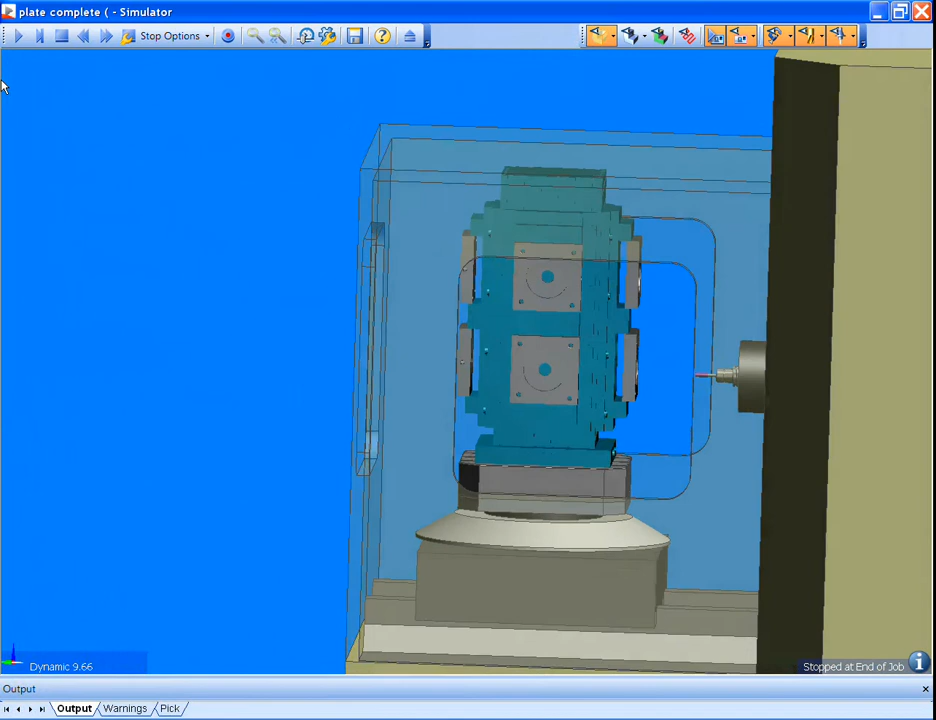 plate complete ( - Simulator
Stop Options
Dynamic 9.66
Stopped at End of Job
Output
Output
Warnings
Pick